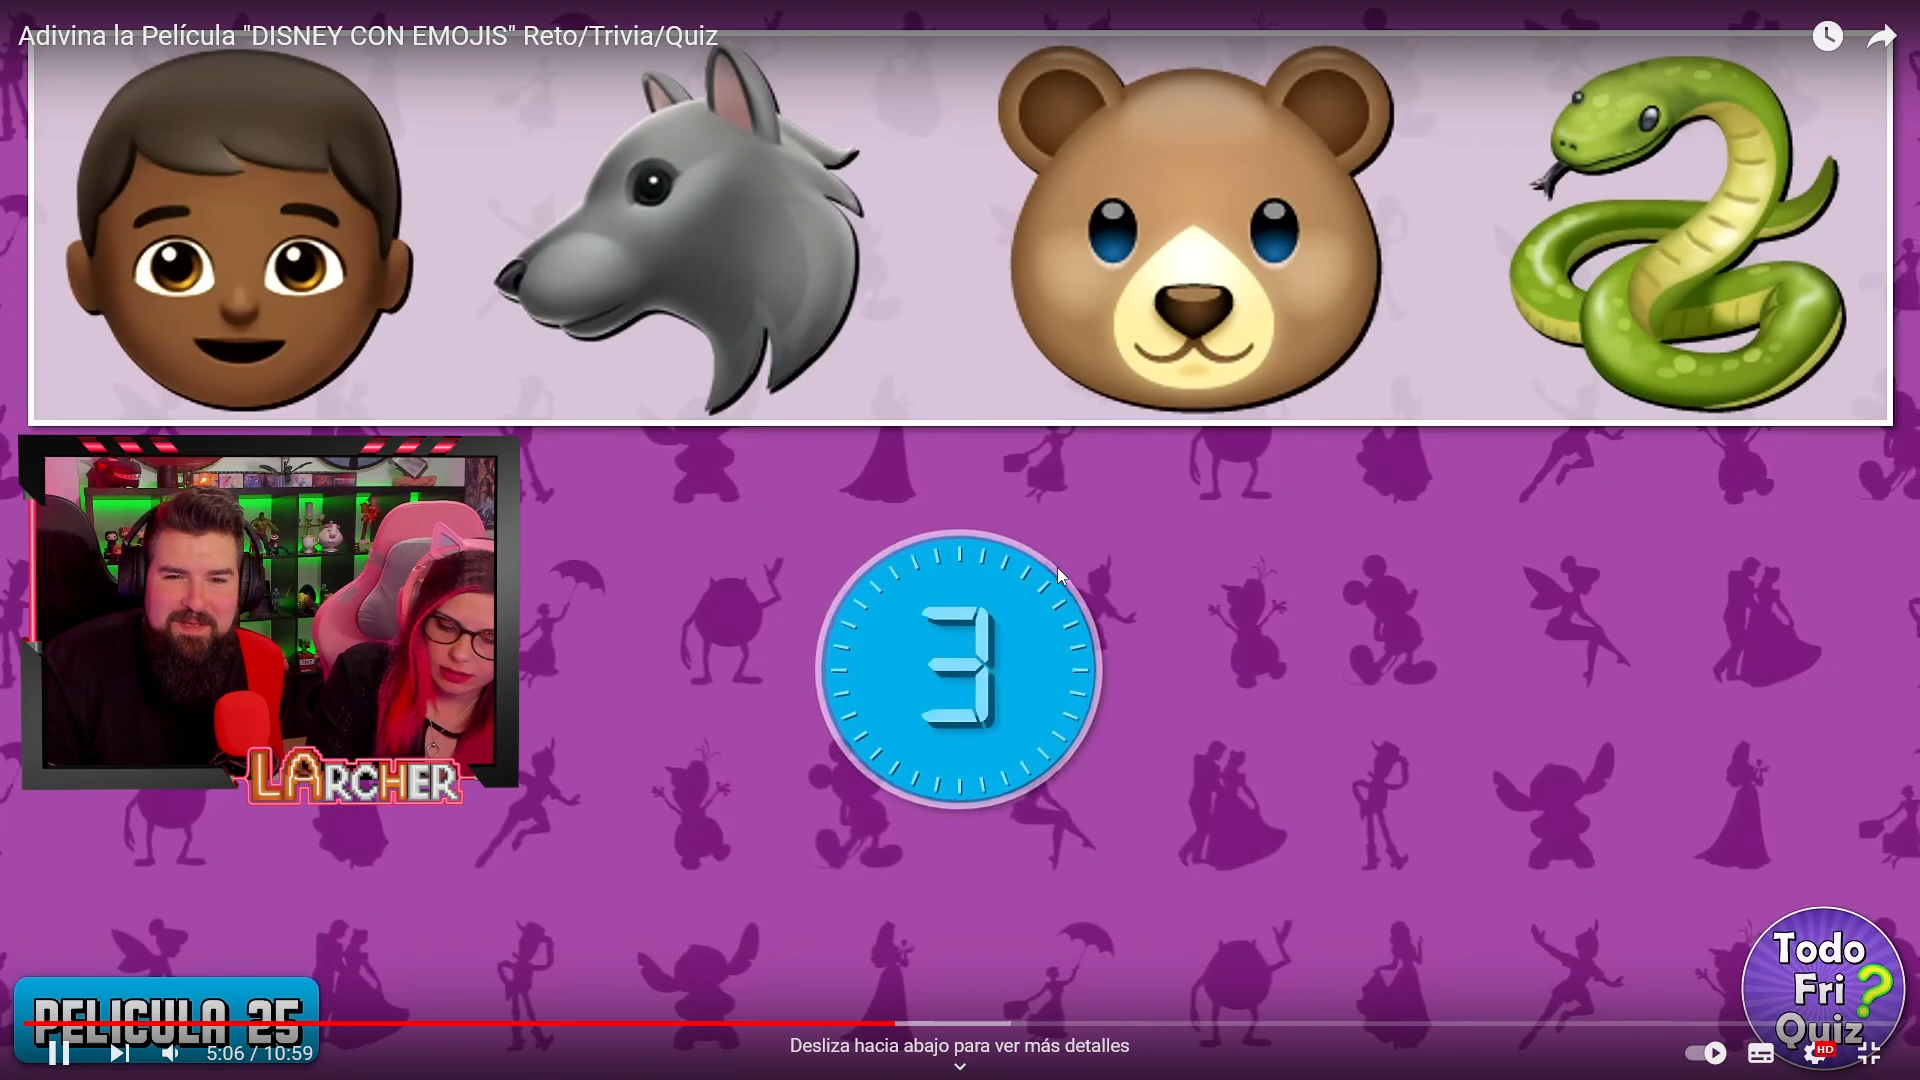 Adivina la Película "DISNEY CON EMOJIS" Reto/Trivia/Quiz
LARCHER
3
PELICULA 25
5:06 / 10:59
Desliza hacia abajo para ver más detalles
Todo
Fri ?
Quiz
HD